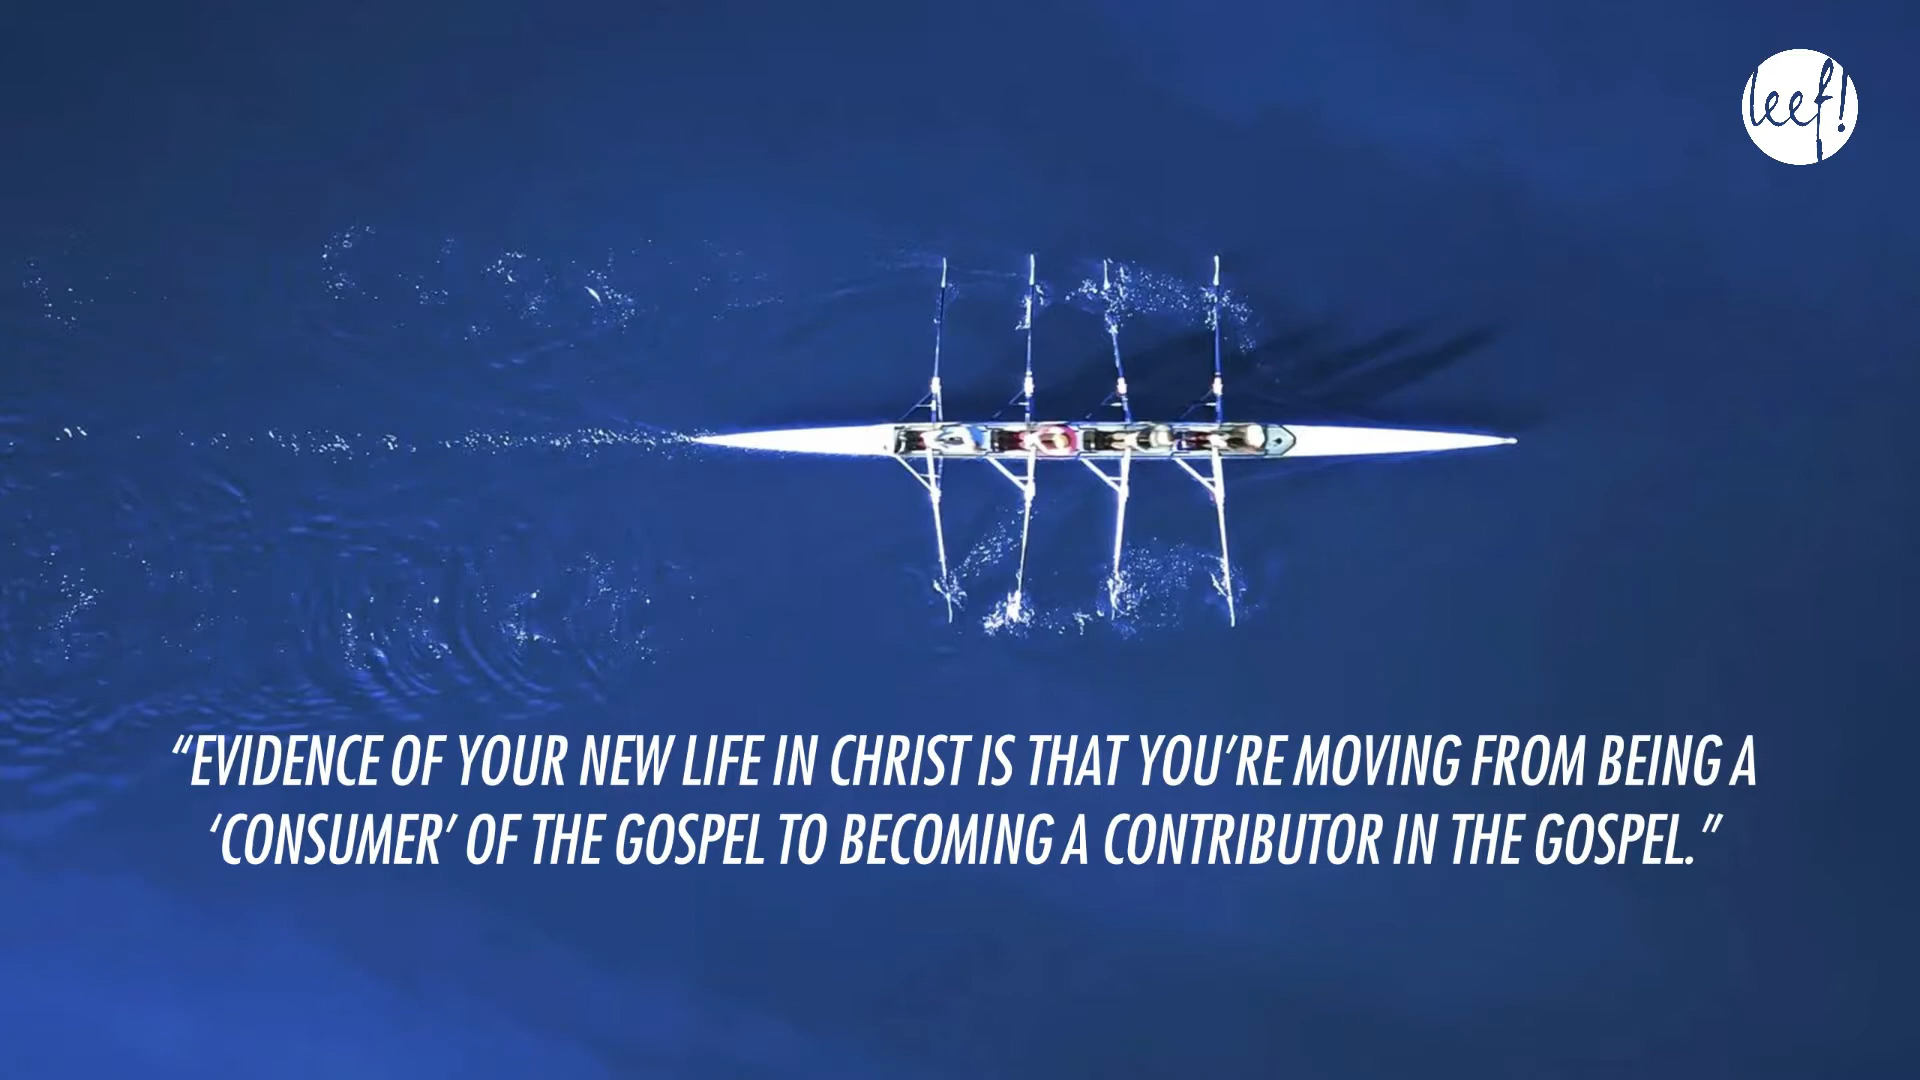 leef!
“EVIDENCE OF YOUR NEW LIFE IN CHRIST IS THAT YOU’RE MOVING FROM BEING A
‘CONSUMER’ OF THE GOSPEL TO BECOMING A CONTRIBUTOR IN THE GOSPEL.”